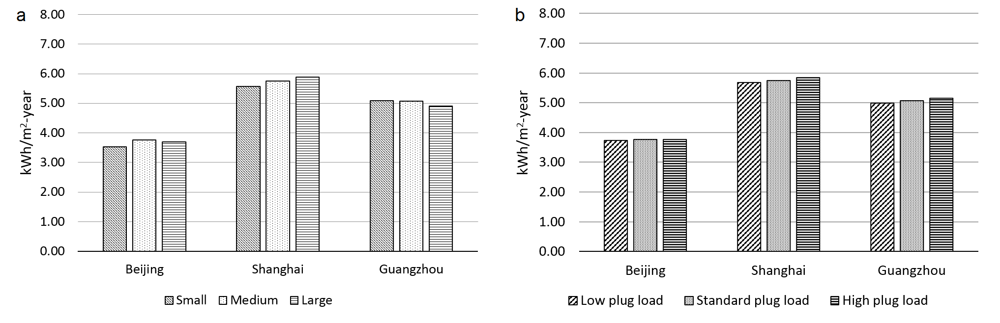 a
8.00
7.00
6.00
5.00
4.00
3.00
2.00
1.00
0.00
kWh/m²-year
Beijing Shanghai Guangzhou
Small Medium Large
b
8.00
7.00
6.00
5.00
4.00
3.00
2.00
1.00
0.00
kWh/m²-year
Beijing Shanghai Guangzhou
Low plug load Standard plug load High plug load